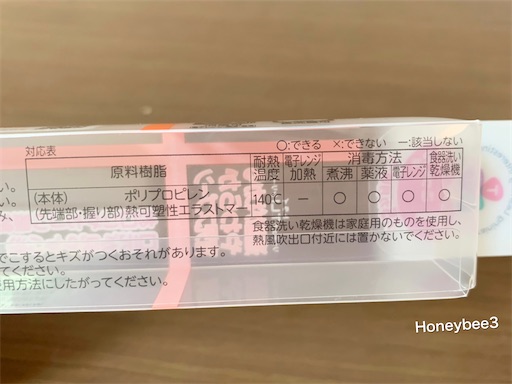 対応表
○:できる ×:できない ー:該当しない
原料樹脂 耐熱温度 電子レンジ加熱 消毒方法 煮沸 薬液 電子レンジ 食器洗い乾燥機
(本体) ポリプロピレン
(先端部・握り部) 熱可塑性エラストマー
140℃ ー ○ ○ ○ ○
食器洗い乾燥機は家庭用のものを使用し、
熱風吹出口付近には置かないでください。
でこするとキズがつくおそれがあります。
てください。
使用方法にしたがってください。
Honeybee3